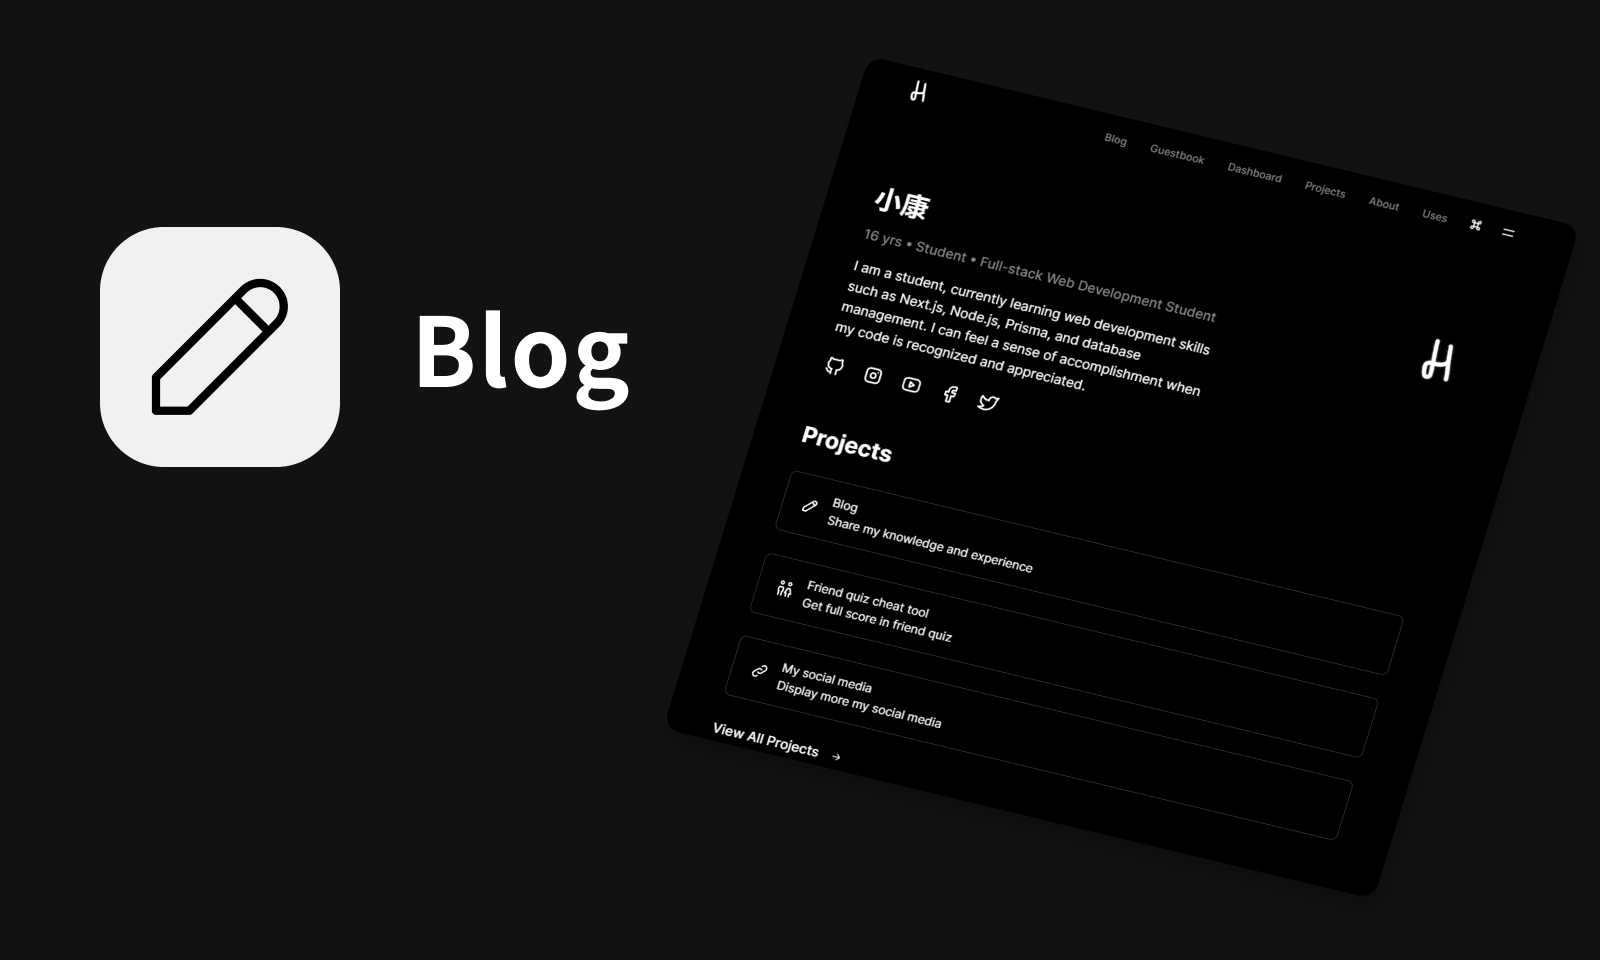 Blog
Blog Guestbook Dashboard Projects About Uses
小康
16 yrs • Student • Full-stack Web Development Student
I am a student, currently learning web development skills
such as Next.js, Node.js, Prisma, and database
management. I can feel a sense of accomplishment when
my code is recognized and appreciated.
Projects
Blog
Share my knowledge and experience
Friend quiz cheat tool
Get full score in friend quiz
My social media
Display more my social media
View All Projects →